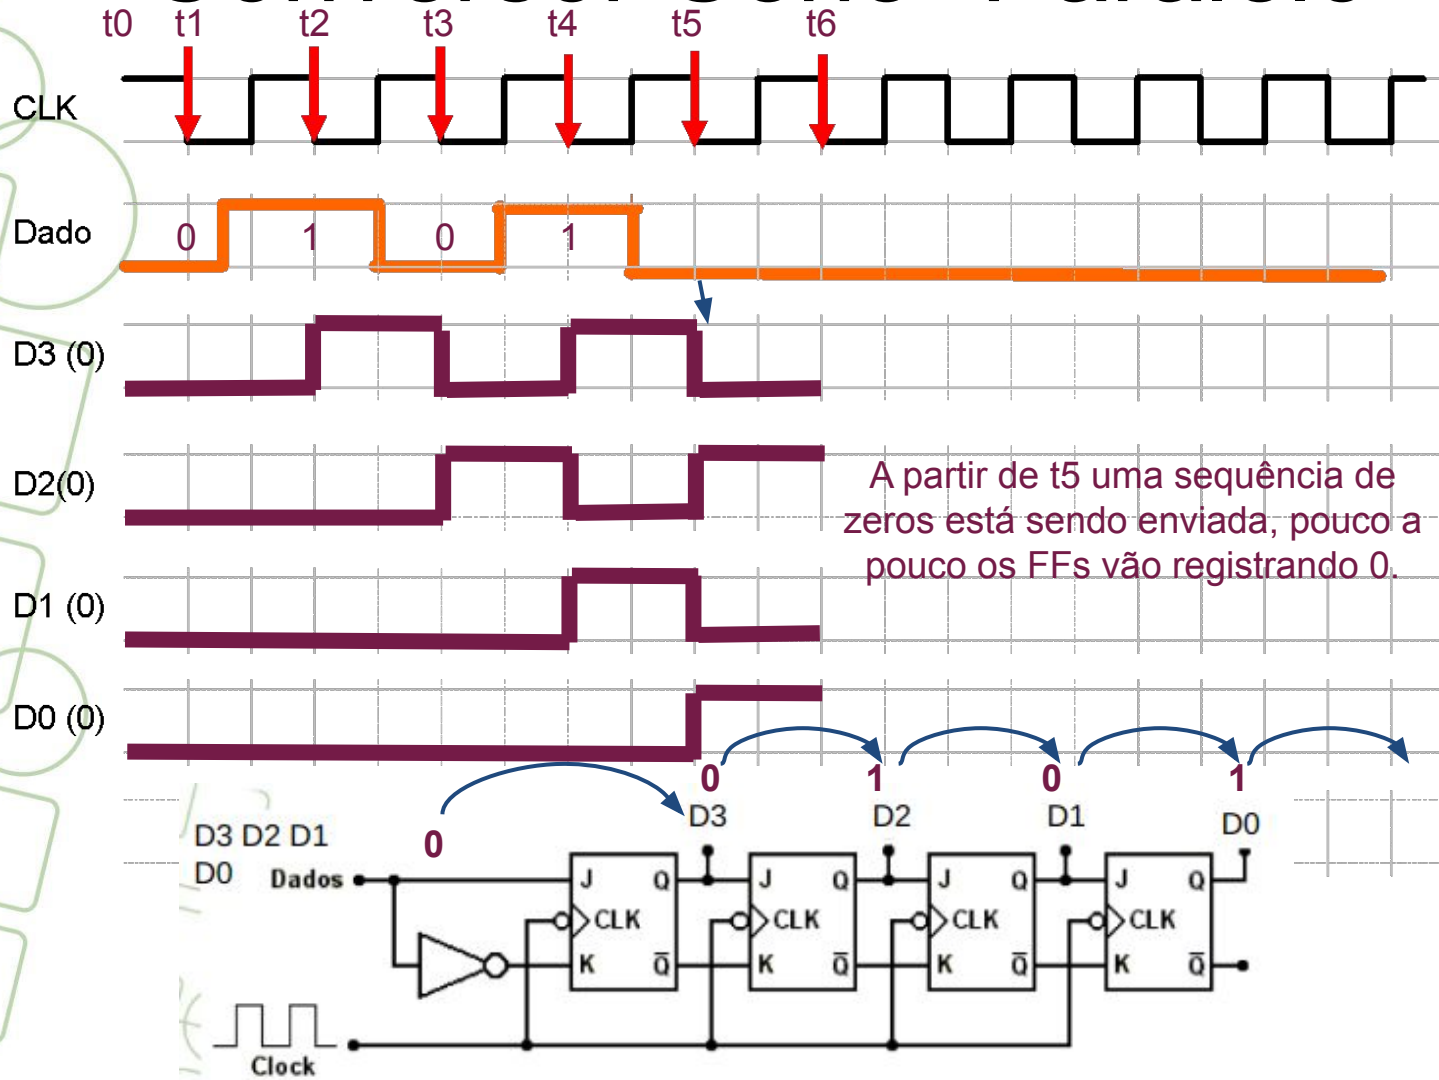 t0 t1 t2 t3 t4 t5 t6
CLK
Dado 0 1 0 1
D3 (0)
D2(0)
A partir de t5 uma sequência de
zeros está sendo enviada, pouco a
pouco os FFs vão registrando 0.
D1 (0)
D0 (0)
0 1 0 1
D3 D2 D1 D0
D3 D2 D1
D0
0
Dados J Q J Q J Q J Q
CLK CLK CLK CLK
K Q̅ K Q̅ K Q̅ K Q̅
Clock